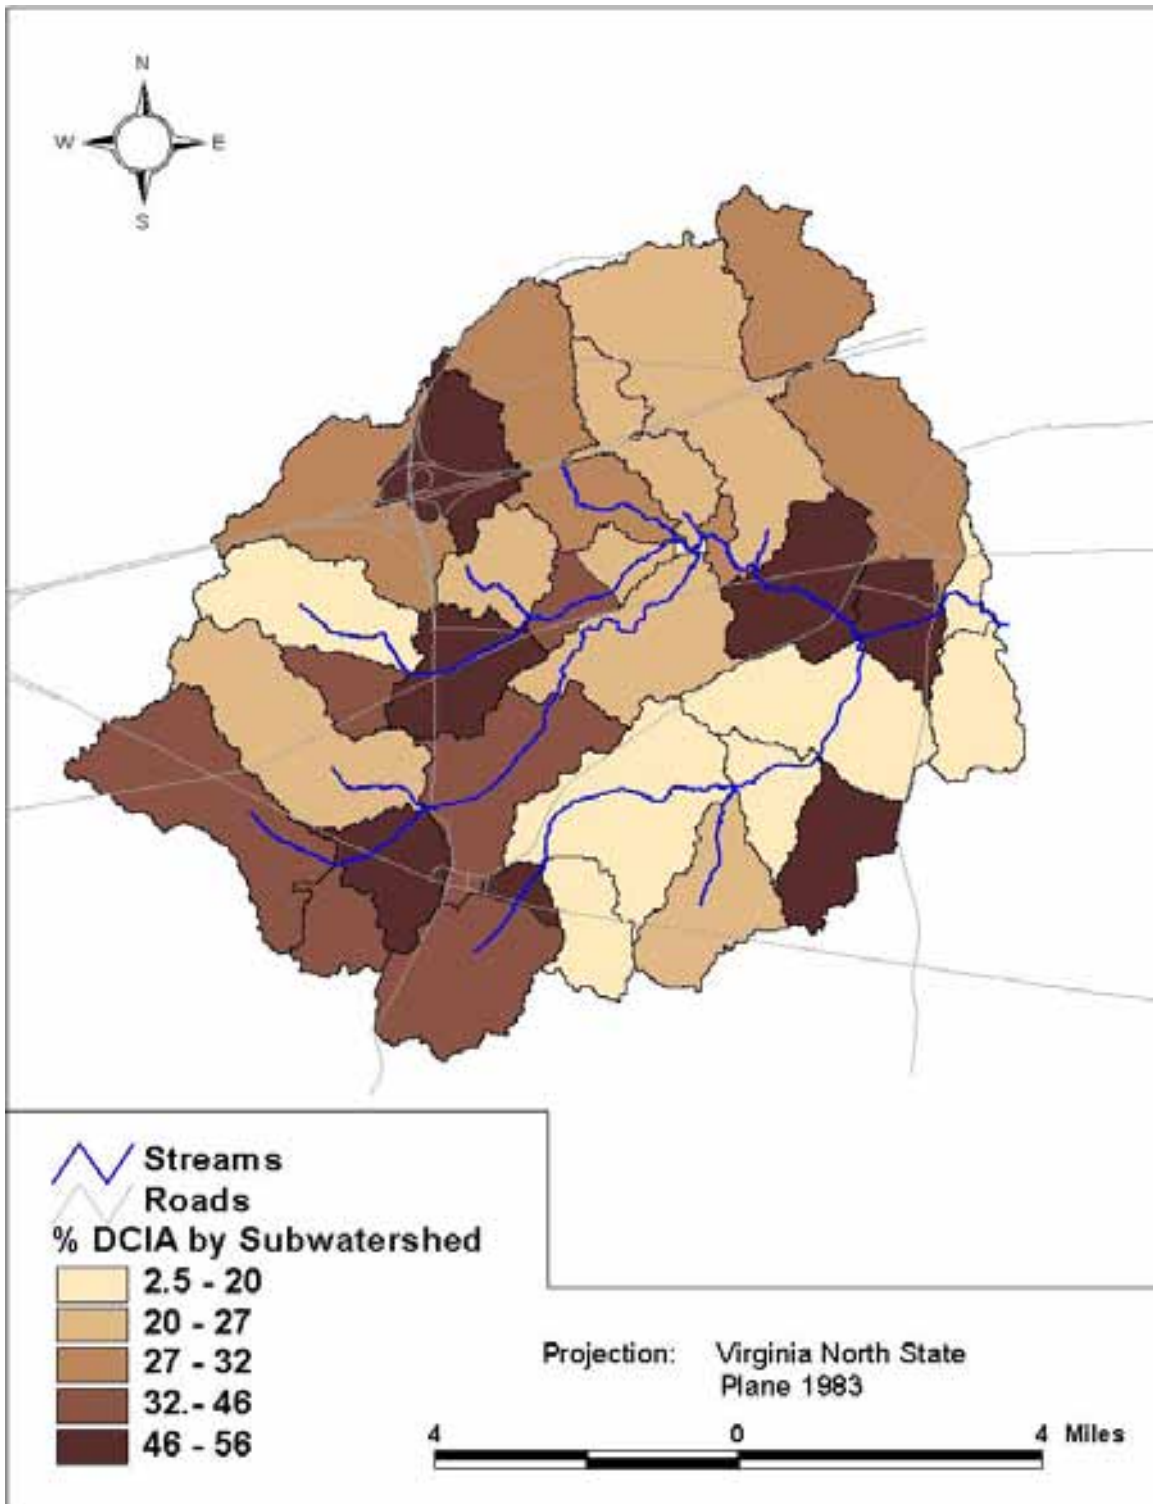 N
W E
S
Streams
Roads
% DCIA by Subwatershed
2.5 - 20
20 - 27
27 - 32
32.- 46
46 - 56
Projection: Virginia North State
Plane 1983
4 0 4 Miles